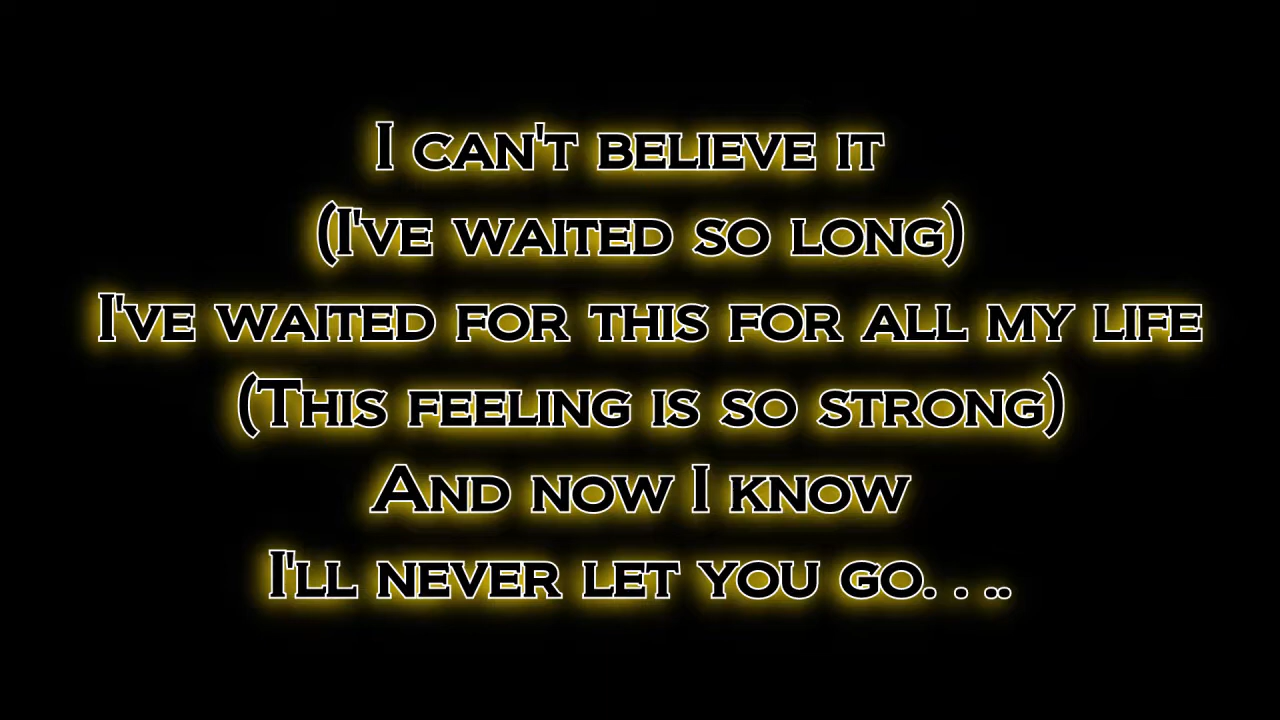 I can't believe it
(I've waited so long)
I've waited for this for all my life
(This feeling is so strong)
And now I know
I'll never let you go. . ..